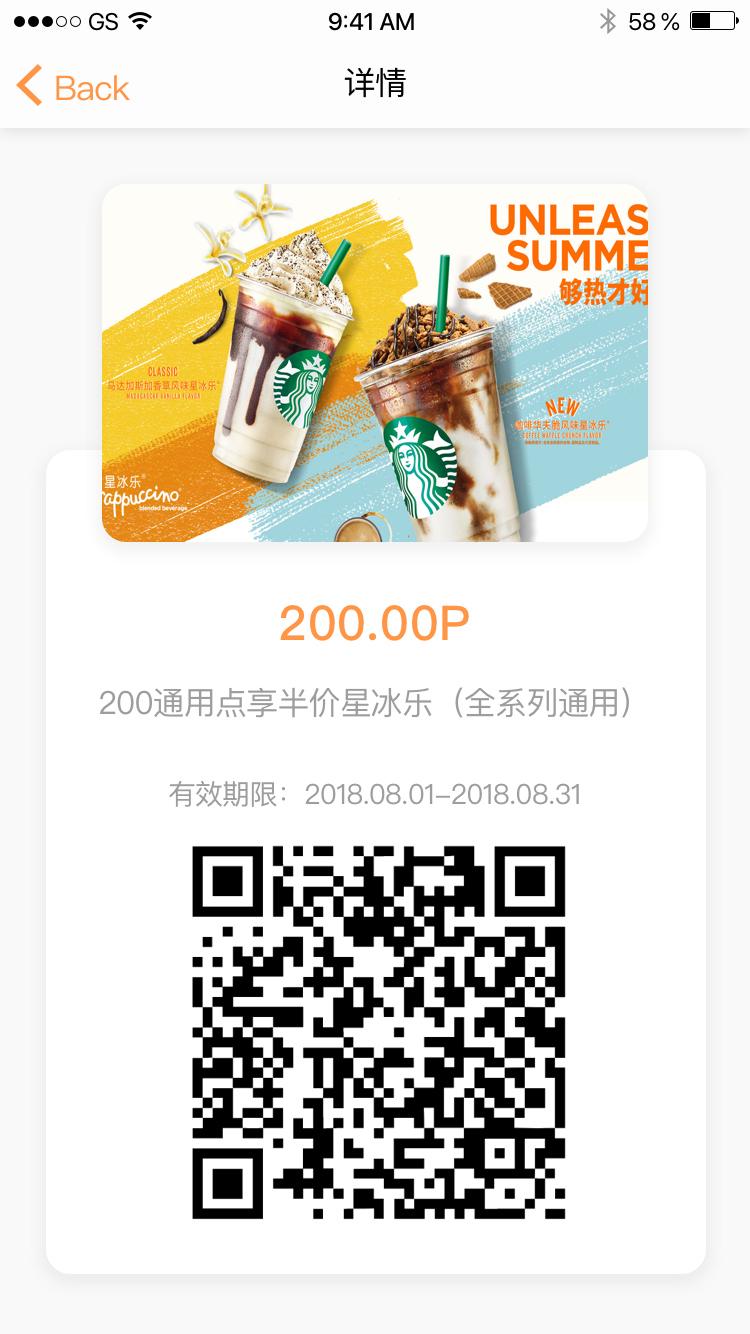 GS
9:41 AM
58 %
Back
详情
UNLEAS
SUMME
够热才好
CLASSIC
马达加斯加香草风味星冰乐
MADAGASCAR VANILLA FLAVOR
NEW
咖啡华夫脆风味星冰乐
COFFEE WAFFLE CRUNCH FLAVOR
星冰乐®
rappuccino®
blended beverage
200.00P
200通用点享半价星冰乐（全系列通用）
有效期限：2018.08.01-2018.08.31